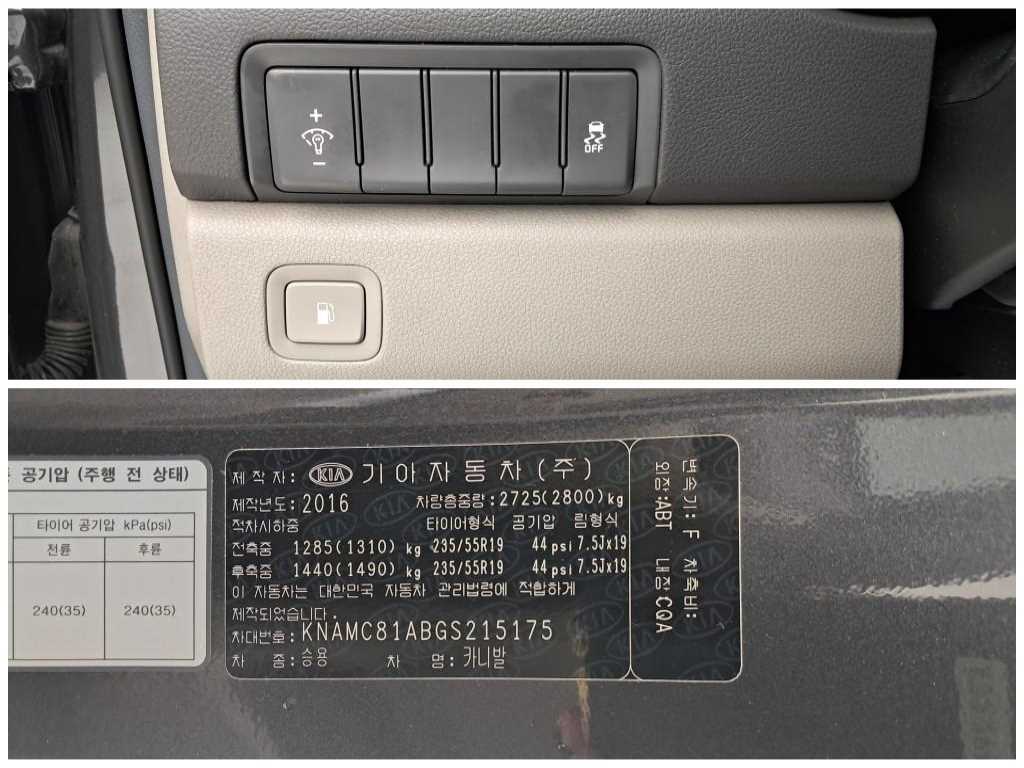 +
−
OFF
공기압 (주행 전 상태)
타이어 공기압 kPa(psi)
전륜 후륜
240(35) 240(35)
제 작 자: KIA 기아자동차(주)
제작년도:2016 차량총중량:2725(2800)kg
적차시하중 타이어형식 공기압 림형식
전축중 1285(1310) kg 235/55R19 44psi 7.5Jx19
후축중 1440(1490) kg 235/55R19 44psi 7.5Jx19
이 자동차는 대한민국 자동차 관리법령에 적합하게
제작되었습니다.
차대번호:KNAMC81ABGS215175
차 종:승용 차 명:카니발
변속기: F 차축비:
외장:ABT 내장CQA